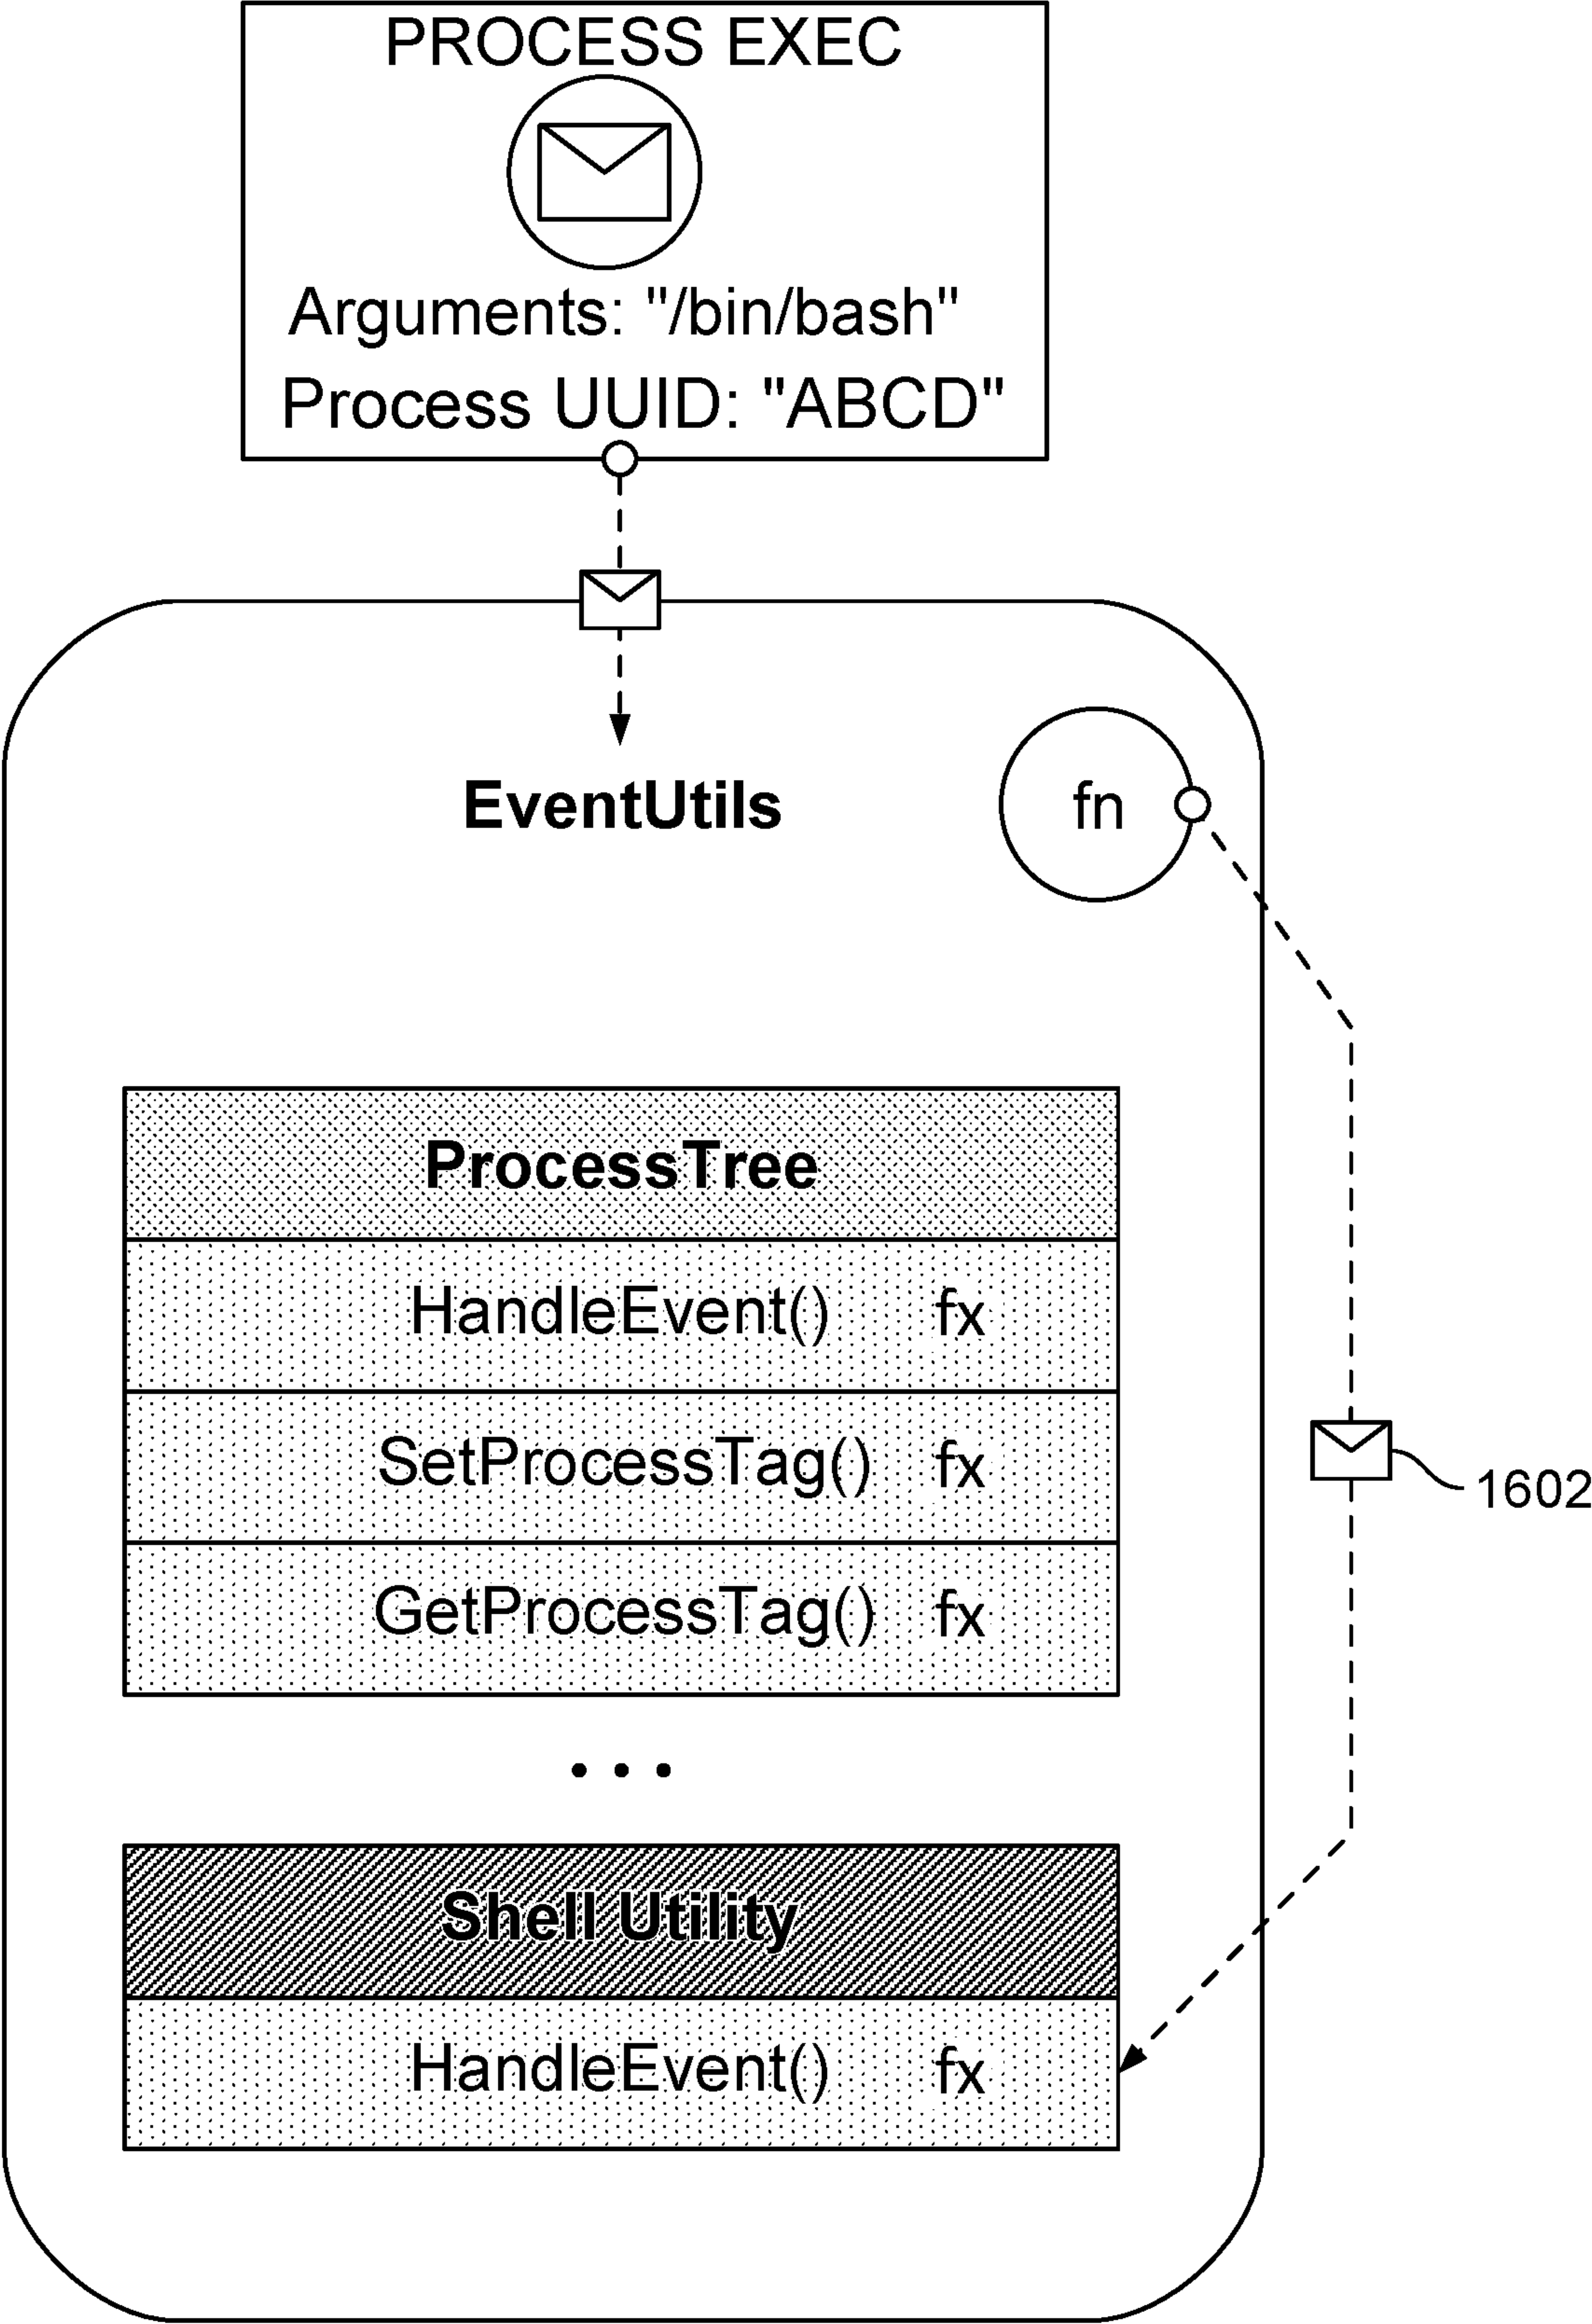 PROCESS EXEC
Arguments: "/bin/bash"
Process UUID: "ABCD"
EventUtils
fn
ProcessTree
HandleEvent() fx
SetProcessTag() fx
GetProcessTag() fx
...
Shell Utility
HandleEvent() fx
1602